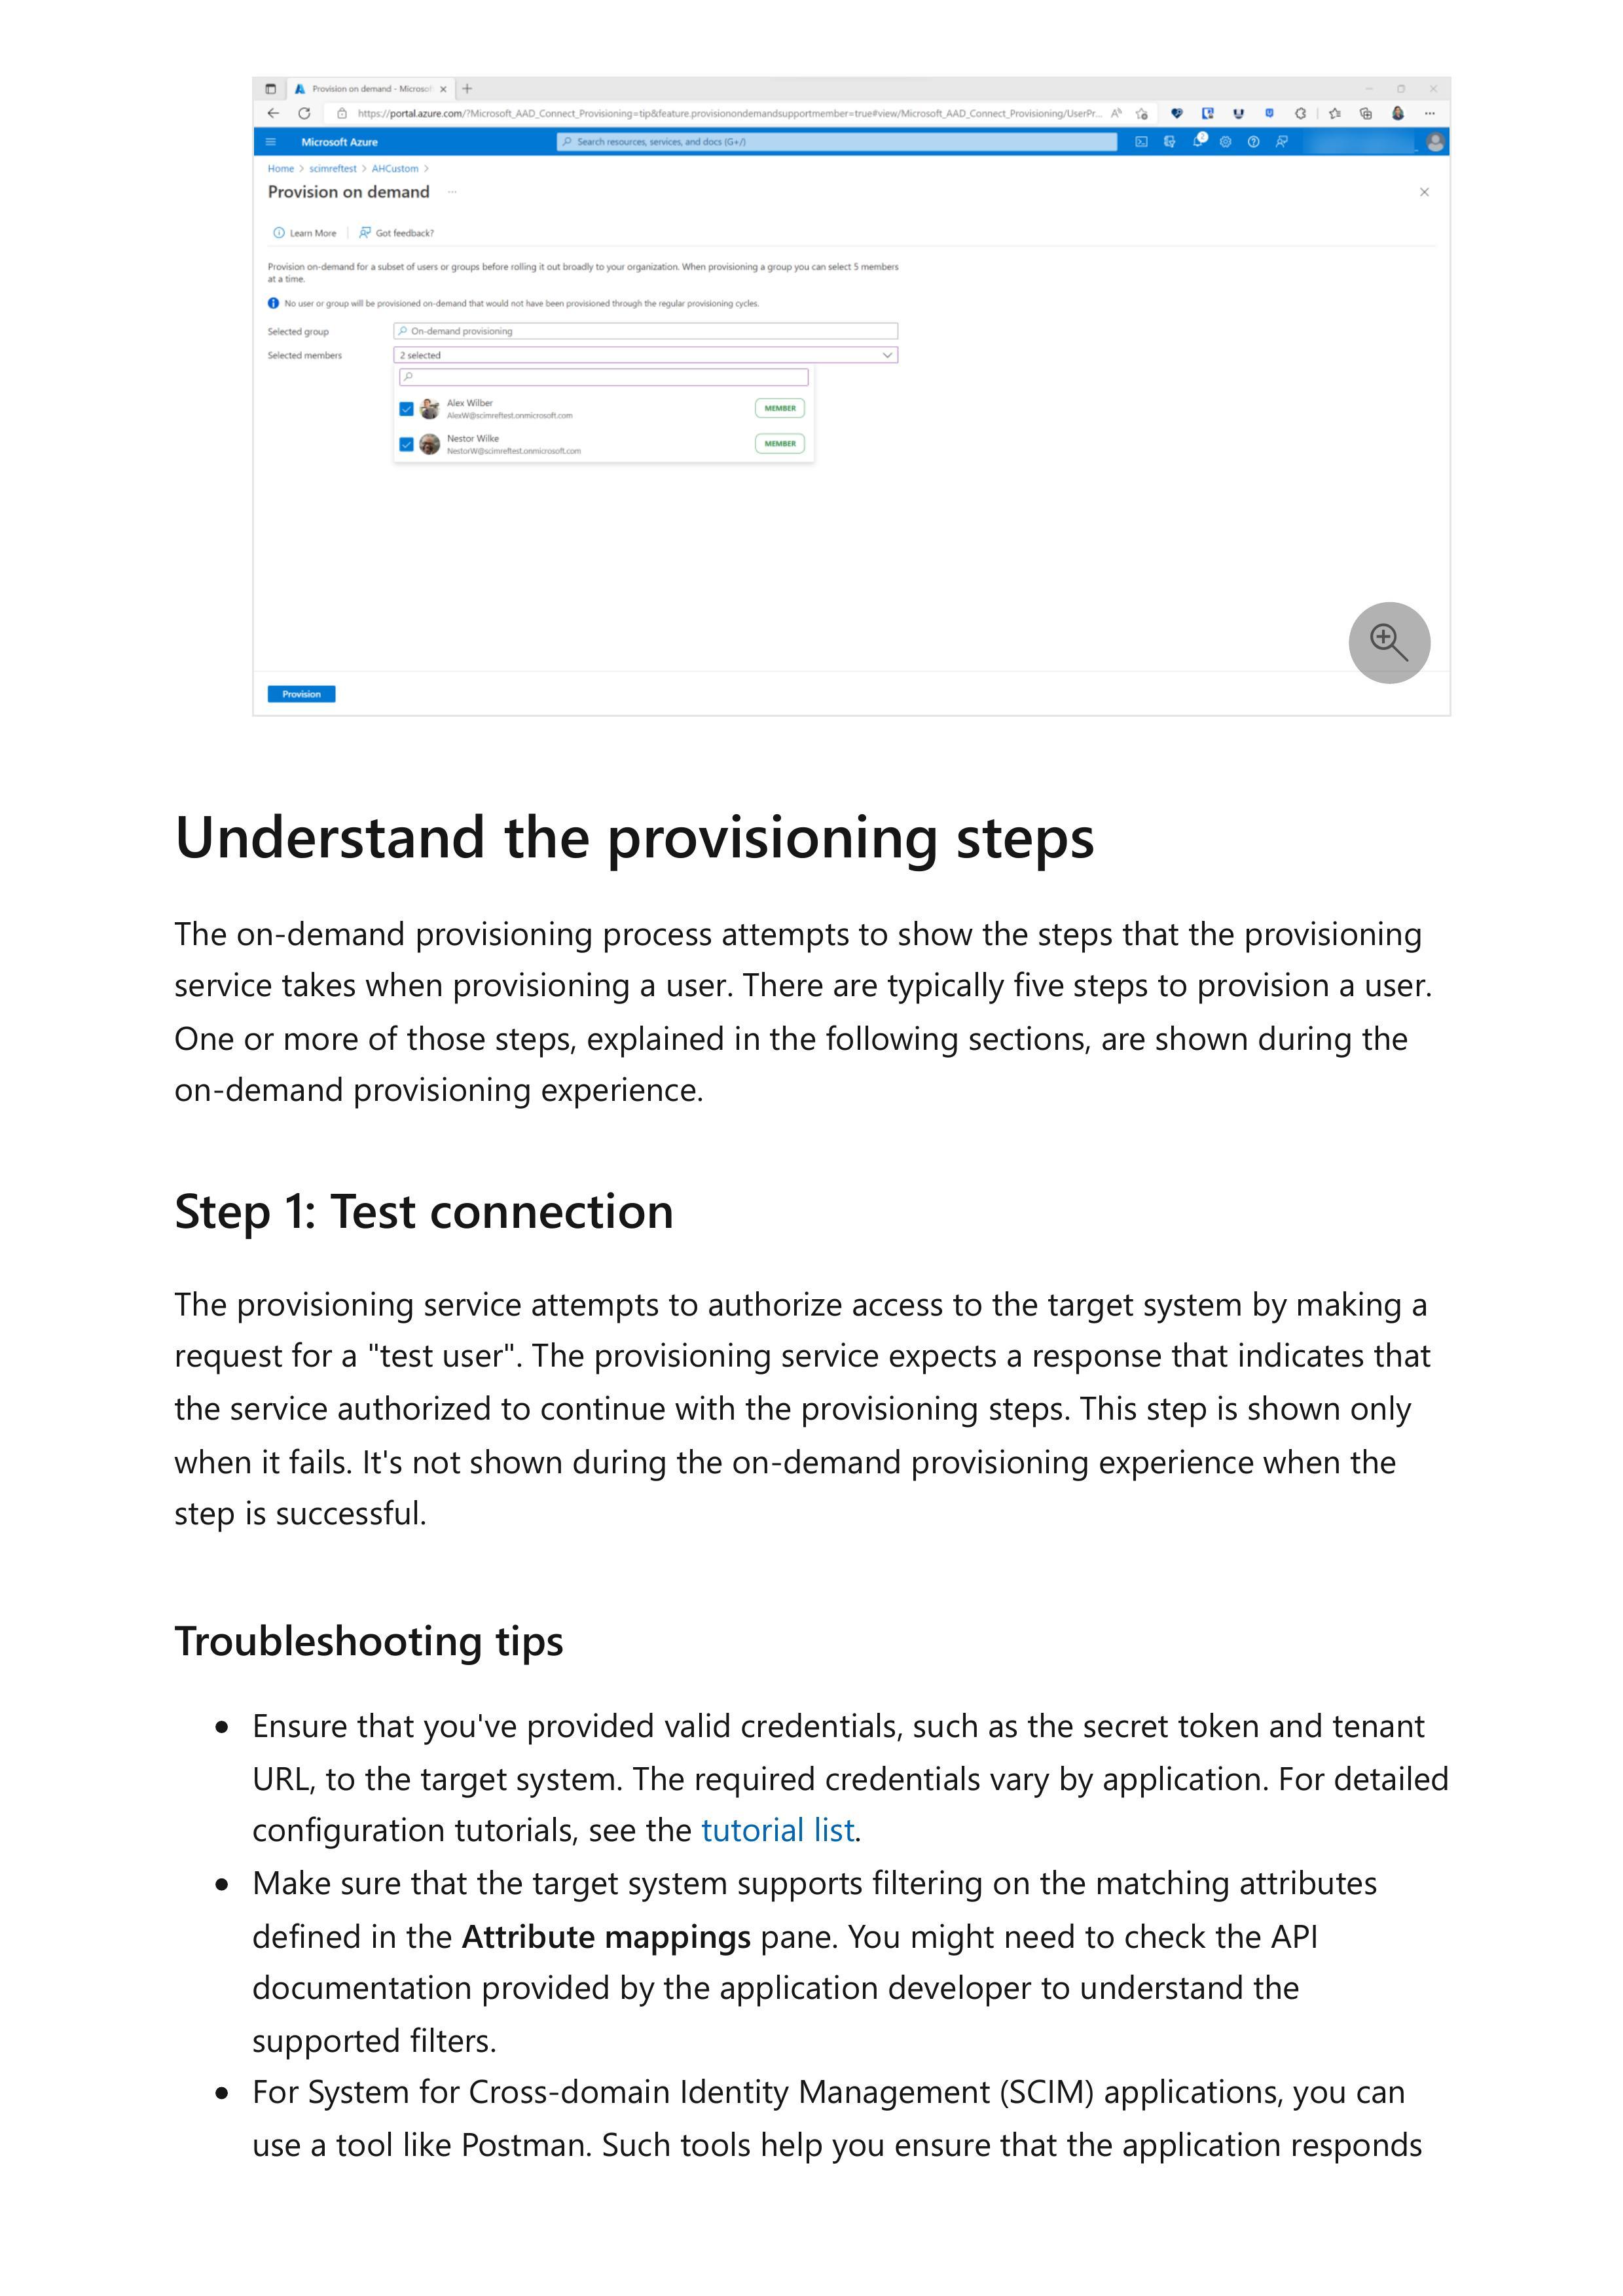 Provision on demand - Microsof
https://portal.azure.com/?Microsoft_AAD_Connect_Provisioning=tip&feature.provisionondemandsupportmember=true#view/Microsoft_AAD_Connect_Provisioning/UserPr...
Microsoft Azure
Search resources, services, and docs (G+/)
Home > scimreftest > AHCustom >
Provision on demand ...
Learn More
Got feedback?
Provision on-demand for a subset of users or groups before rolling it out broadly to your organization. When provisioning a group you can select 5 members
at a time.
No user or group will be provisioned on-demand that would not have been provisioned through the regular provisioning cycles.
Selected group
On-demand provisioning
Selected members
2 selected
Alex Wilber
AlexW@scimreftest.onmicrosoft.com
MEMBER
Nestor Wilke
NestorW@scimreftest.onmicrosoft.com
MEMBER
Provision
Understand the provisioning steps
The on-demand provisioning process attempts to show the steps that the provisioning
service takes when provisioning a user. There are typically five steps to provision a user.
One or more of those steps, explained in the following sections, are shown during the
on-demand provisioning experience.
Step 1: Test connection
The provisioning service attempts to authorize access to the target system by making a
request for a "test user". The provisioning service expects a response that indicates that
the service authorized to continue with the provisioning steps. This step is shown only
when it fails. It's not shown during the on-demand provisioning experience when the
step is successful.
Troubleshooting tips
• Ensure that you've provided valid credentials, such as the secret token and tenant
URL, to the target system. The required credentials vary by application. For detailed
configuration tutorials, see the tutorial list.
• Make sure that the target system supports filtering on the matching attributes
defined in the Attribute mappings pane. You might need to check the API
documentation provided by the application developer to understand the
supported filters.
• For System for Cross-domain Identity Management (SCIM) applications, you can
use a tool like Postman. Such tools help you ensure that the application responds